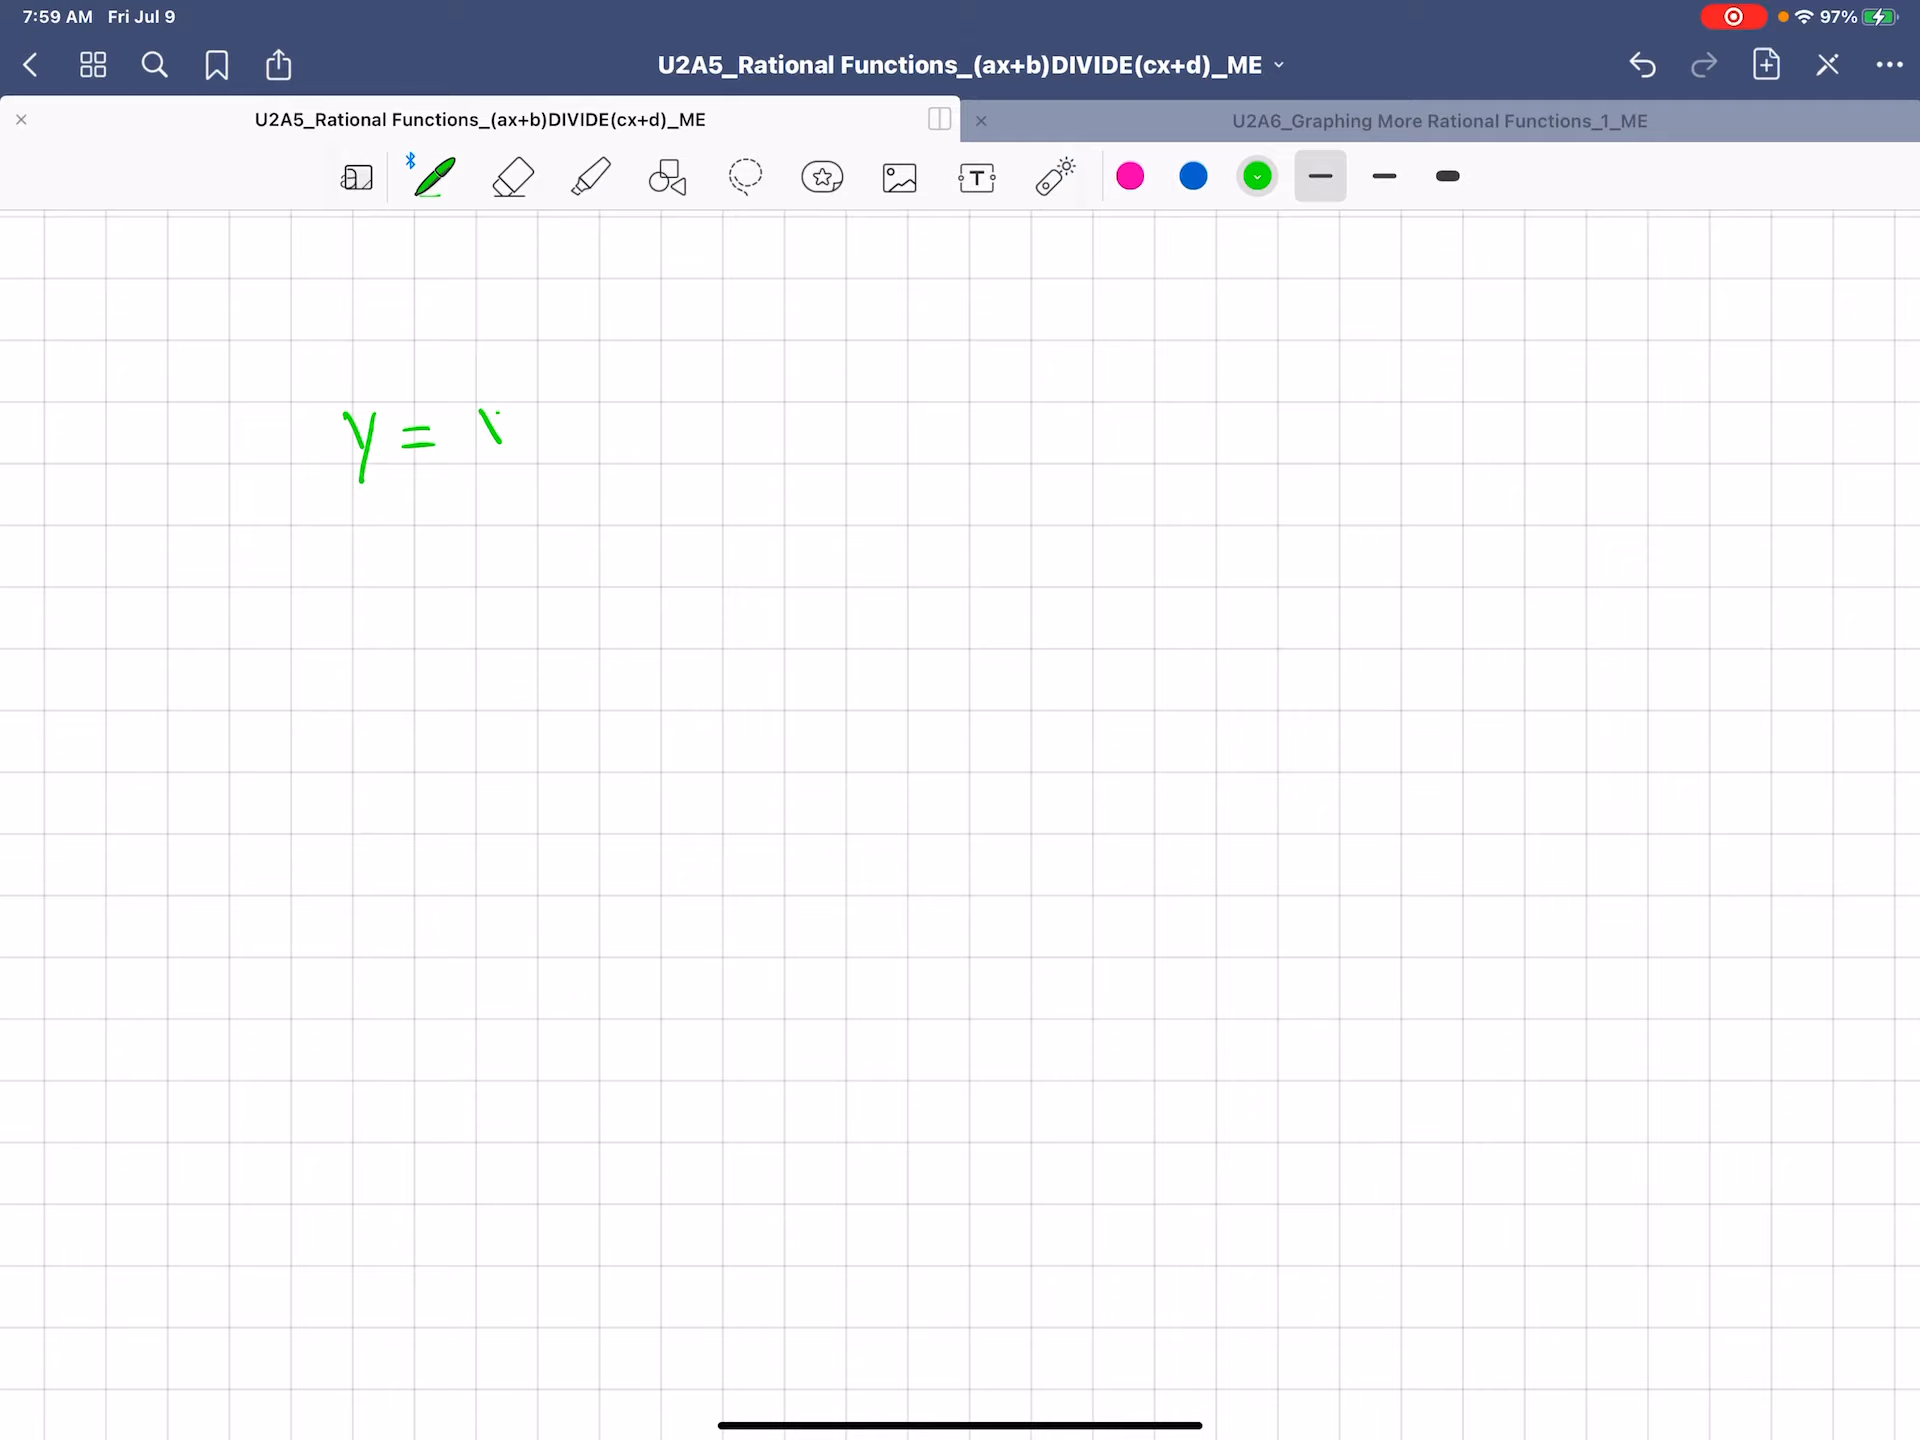 7:59 AM Fri Jul 9
97%
U2A5_Rational Functions_(ax+b)DIVIDE(cx+d)_ME
U2A5_Rational Functions_(ax+b)DIVIDE(cx+d)_ME
U2A6_Graphing More Rational Functions_1_ME
y =